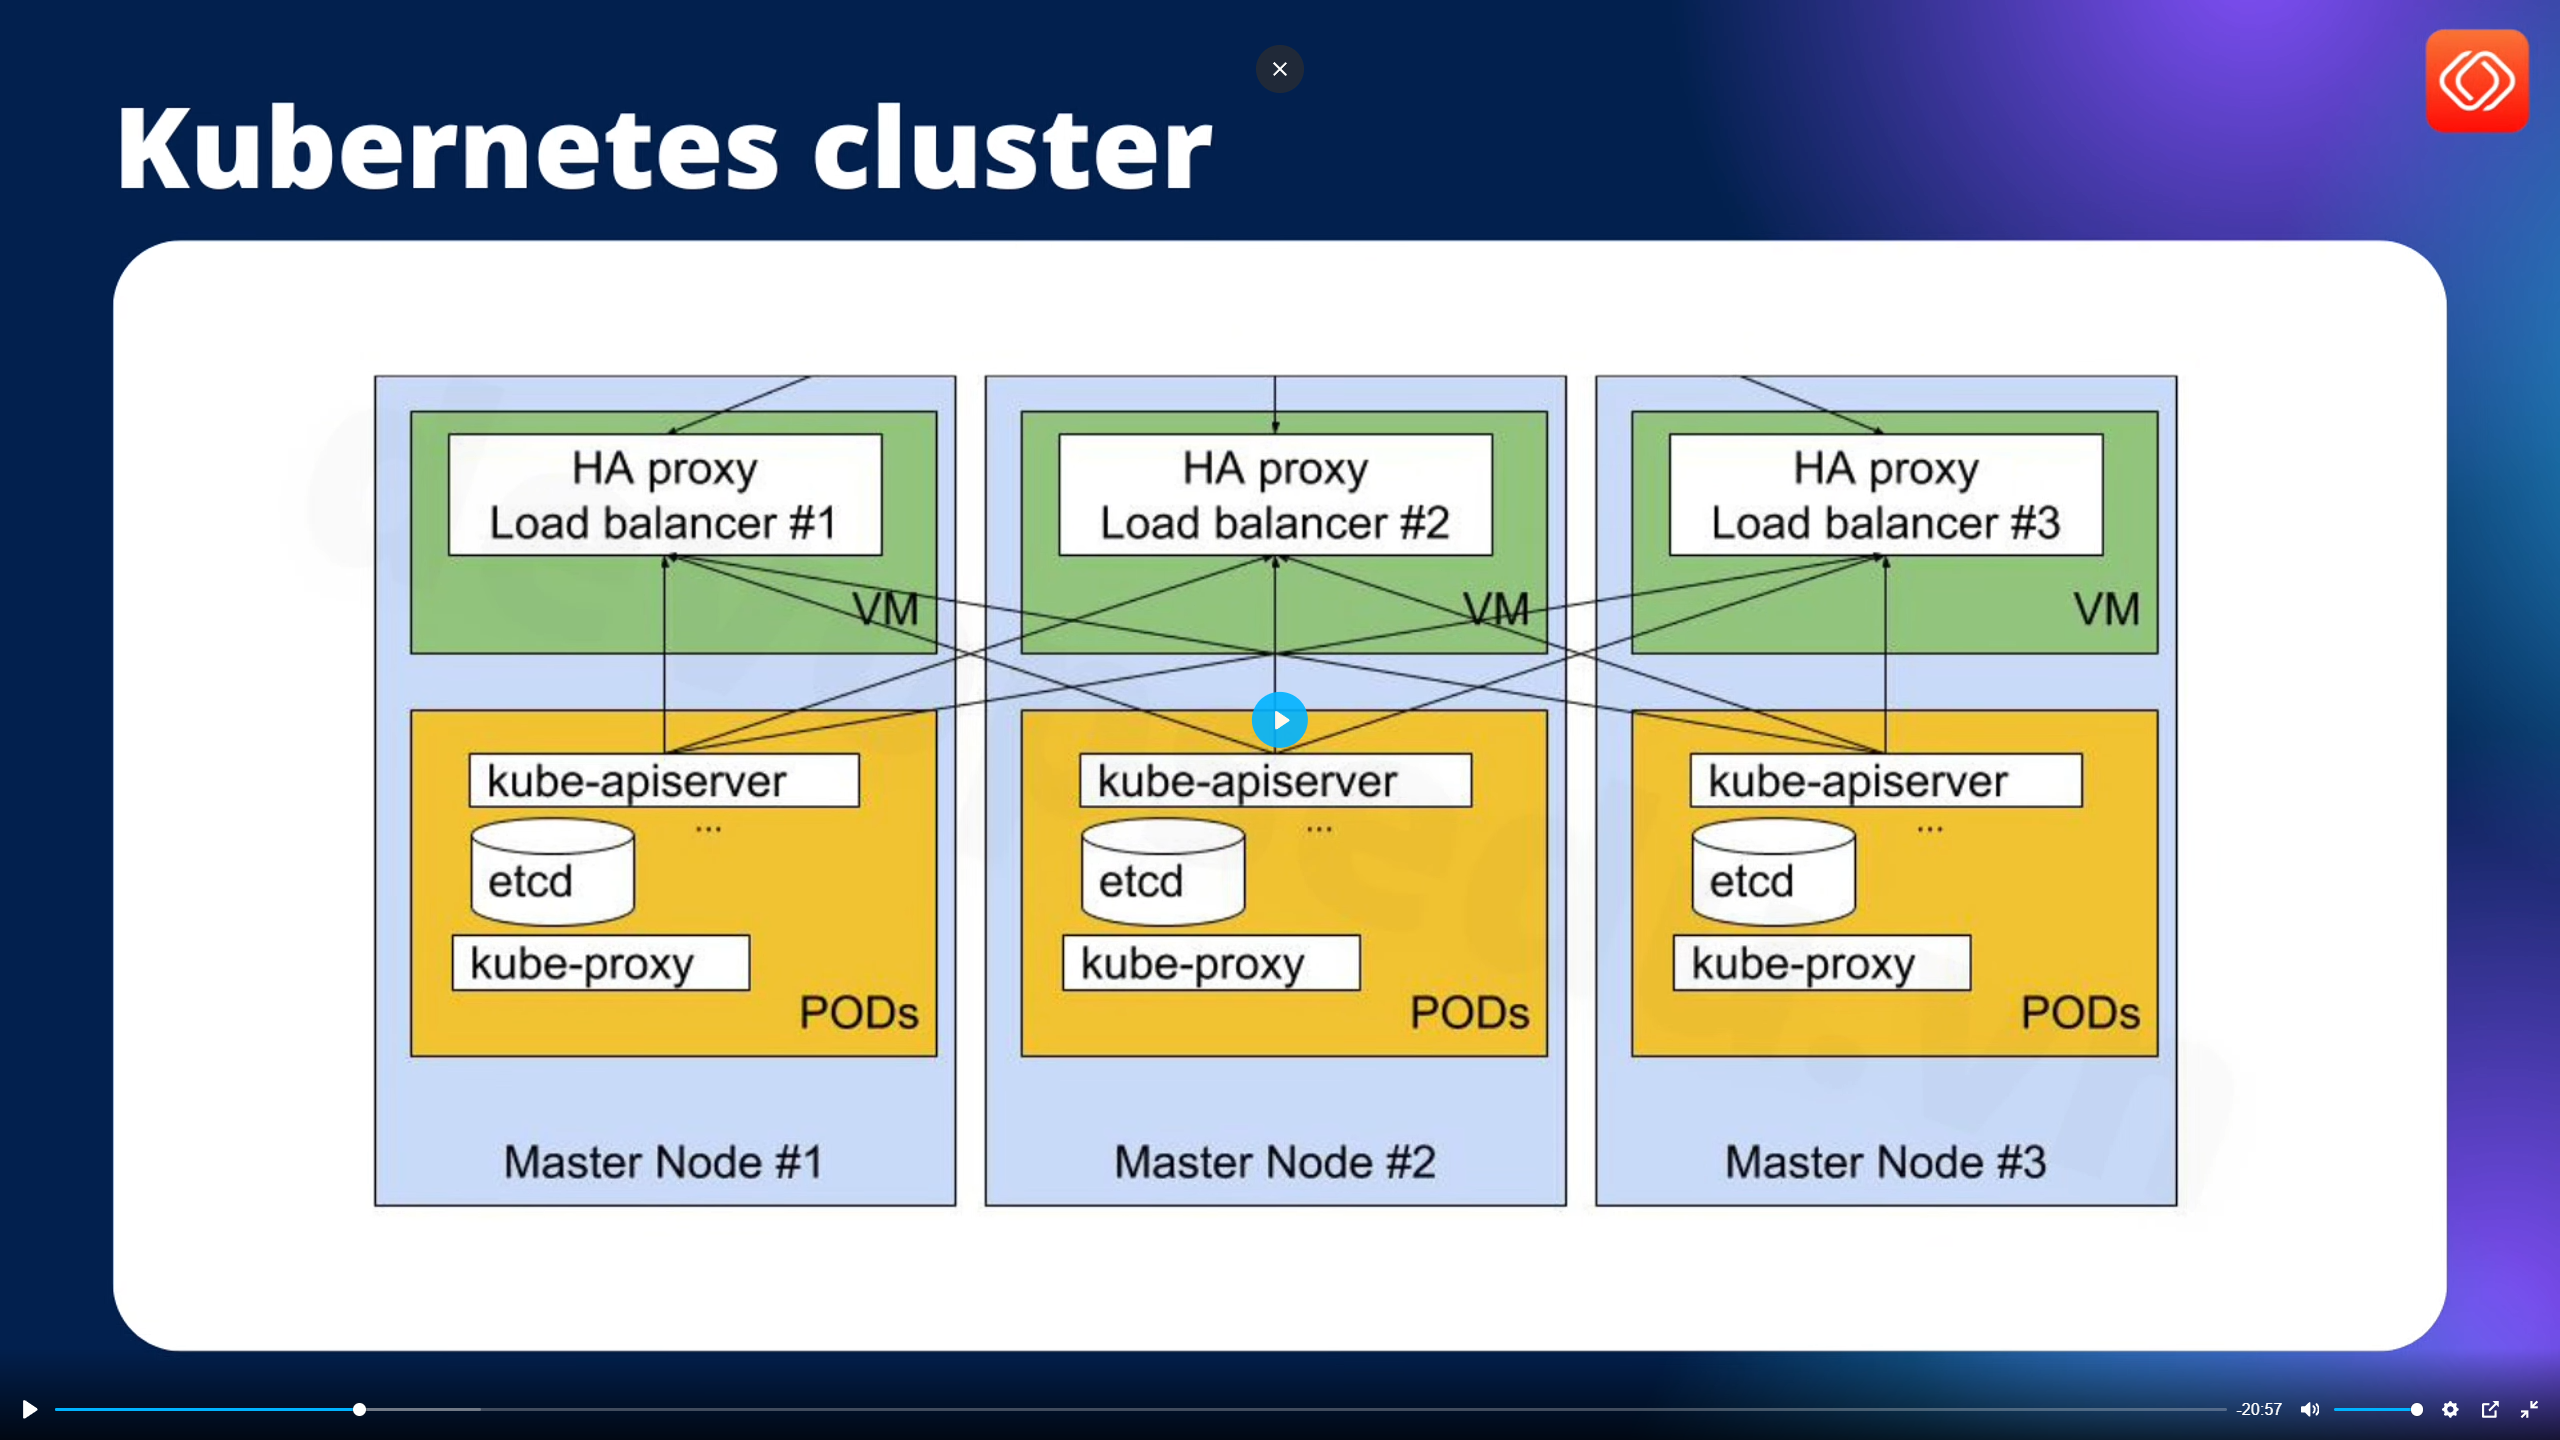 Kubernetes cluster
HA proxy
Load balancer #1
VM
HA proxy
Load balancer #2
VM
HA proxy
Load balancer #3
VM
kube-apiserver
...
etcd
kube-proxy
PODs
kube-apiserver
...
etcd
kube-proxy
PODs
kube-apiserver
...
etcd
kube-proxy
PODs
Master Node #1
Master Node #2
Master Node #3
-20:57